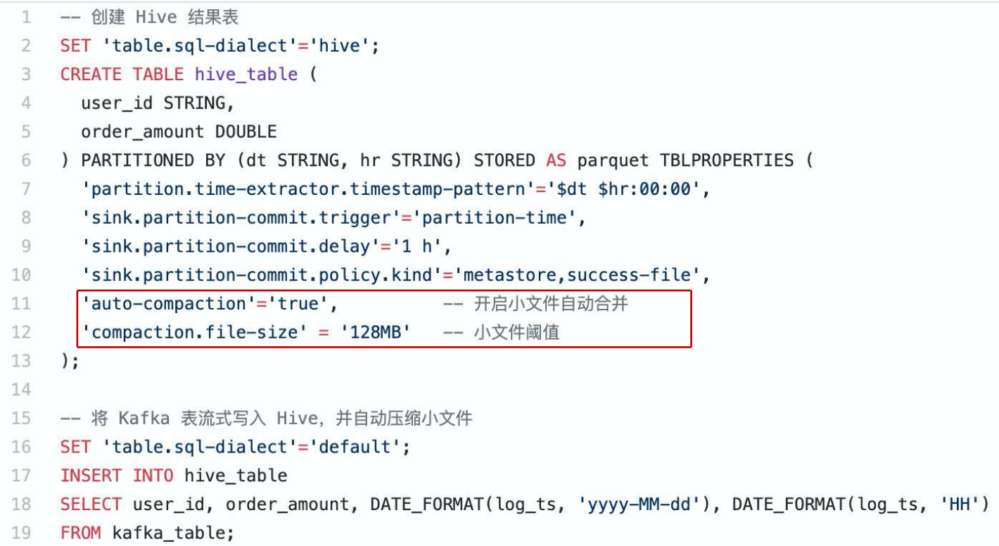 1 -- 创建 Hive 结果表
2 SET 'table.sql-dialect'='hive';
3 CREATE TABLE hive_table (
4 user_id STRING,
5 order_amount DOUBLE
6 ) PARTITIONED BY (dt STRING, hr STRING) STORED AS parquet TBLPROPERTIES (
7 'partition.time-extractor.timestamp-pattern'='$dt $hr:00:00',
8 'sink.partition-commit.trigger'='partition-time',
9 'sink.partition-commit.delay'='1 h',
10 'sink.partition-commit.policy.kind'='metastore,success-file',
11 'auto-compaction'='true', -- 开启小文件自动合并
12 'compaction.file-size' = '128MB' -- 小文件阈值
13 );
14
15 -- 将 Kafka 表流式写入 Hive，并自动压缩小文件
16 SET 'table.sql-dialect'='default';
17 INSERT INTO hive_table
18 SELECT user_id, order_amount, DATE_FORMAT(log_ts, 'yyyy-MM-dd'), DATE_FORMAT(log_ts, 'HH')
19 FROM kafka_table;